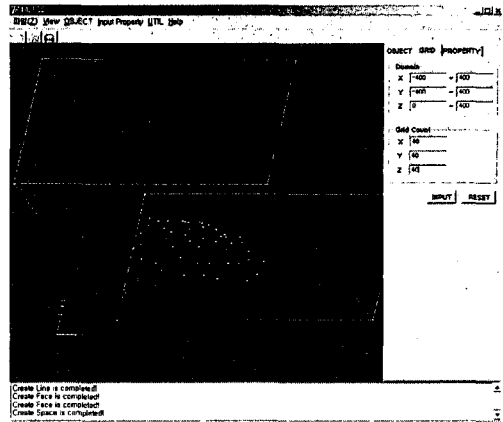 View OBJECT Input Property UTIL Help
OBJECT GRID PROPERTY
Domain
X -400 ~ 400
Y -400 ~ 400
Z 0 ~ 400
Grid Count
X 40
Y 40
Z 40
INPUT RESET
Create Line is completed!
Create Face is completed!
Create Face is completed!
Create Space is completed!